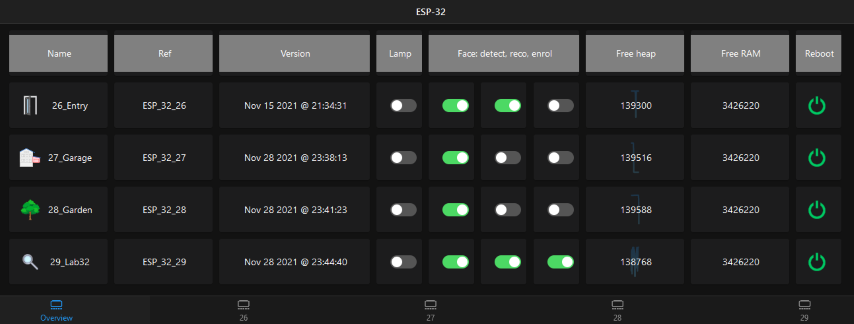 ESP-32
Name Ref Version Lamp Face: detect, reco, enrol Free heap Free RAM Reboot
26_Entry ESP_32_26 Nov 15 2021 @ 21:34:31 139300 3426220
27_Garage ESP_32_27 Nov 28 2021 @ 23:38:13 139516 3426220
28_Garden ESP_32_28 Nov 28 2021 @ 23:41:23 139588 3426220
29_Lab32 ESP_32_29 Nov 28 2021 @ 23:44:40 138768 3426220
Overview 26 27 28 29